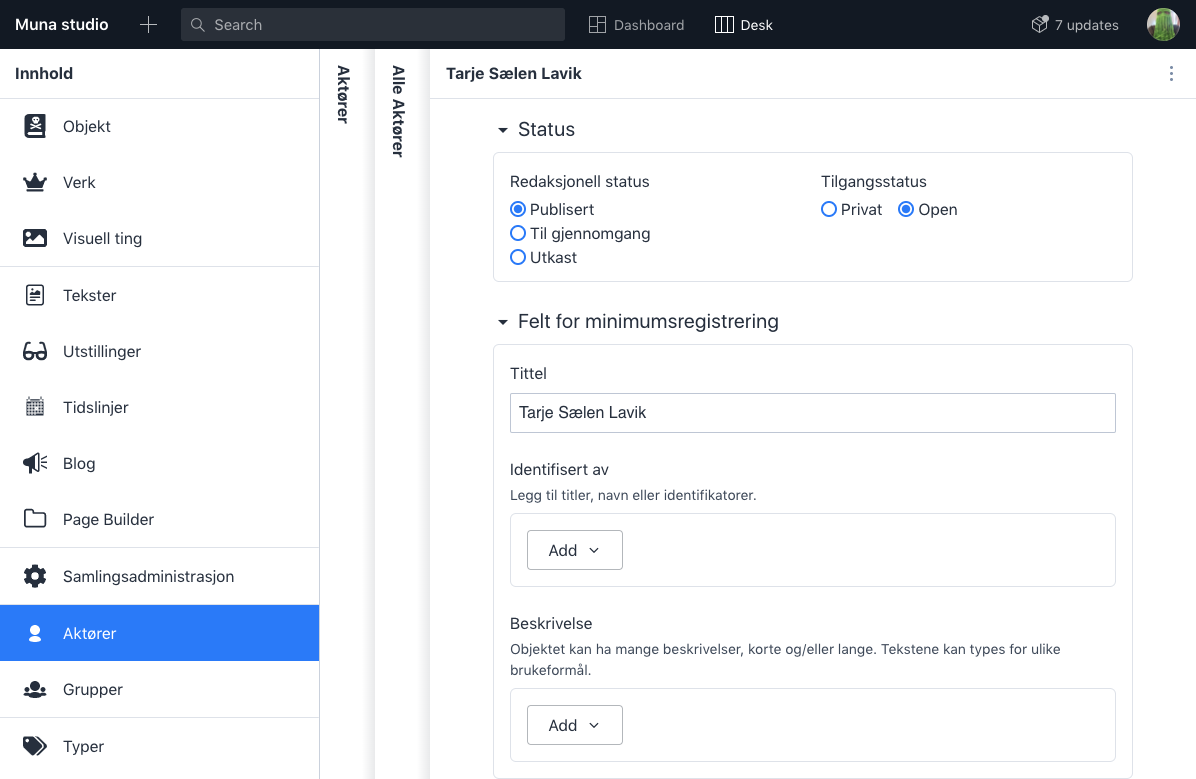 Muna studio
Search
Dashboard
Desk
7 updates
Innhold
Objekt
Verk
Visuell ting
Tekster
Utstillinger
Tidslinjer
Blog
Page Builder
Samlingsadministrasjon
Aktører
Grupper
Typer
Aktører
Alle Aktører
Tarje Sælen Lavik
Status
Redaksjonell status
Publisert
Til gjennomgang
Utkast
Tilgangsstatus
Privat Open
Felt for minimumsregistrering
Tittel
Tarje Sælen Lavik
Identifisert av
Legg til titler, navn eller identifikatorer.
Add
Beskrivelse
Objektet kan ha mange beskrivelser, korte og/eller lange. Tekstene kan types for ulike
brukeformål.
Add